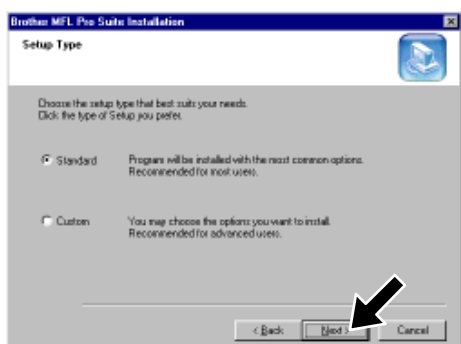 Brother MFL Pro Suite Installation
Setup Type
Choose the setup type that best suits your needs.
Click the type of Setup you prefer.
Standard
Program will be installed with the most common options.
Recommended for most users.
Custom
You may choose the options you want to install.
Recommended for advanced users.
< Back
Next >
Cancel